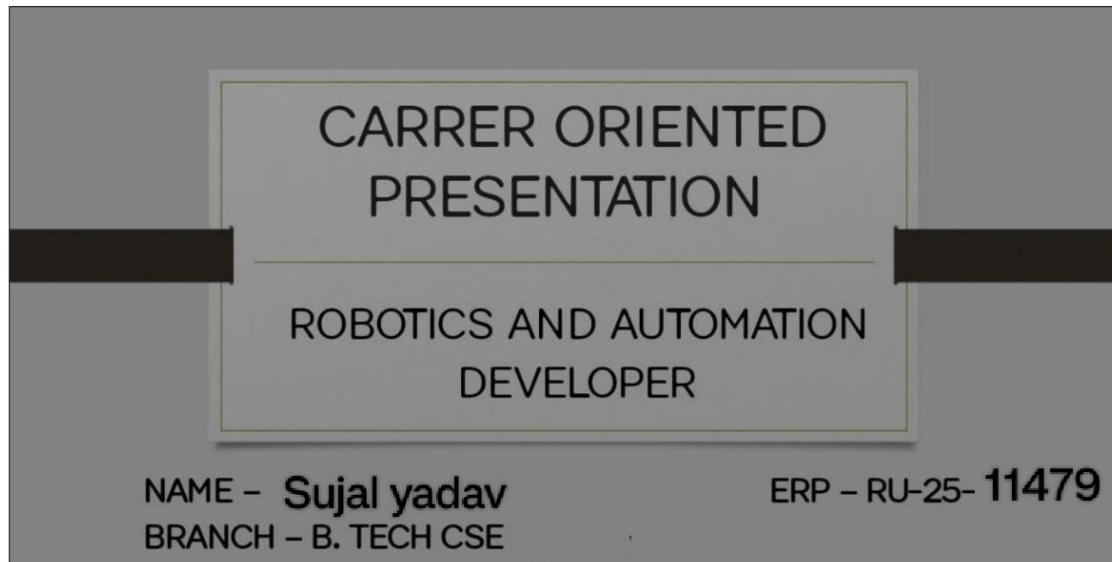 CARRER ORIENTED
PRESENTATION
ROBOTICS AND AUTOMATION
DEVELOPER
NAME – Sujal yadav
ERP – RU-25- 11479
BRANCH – B. TECH CSE